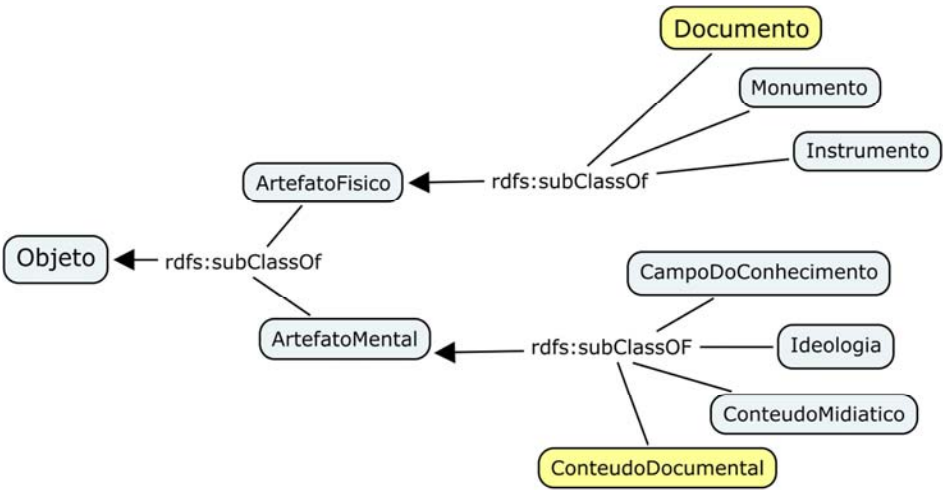 Documento
Monumento
Instrumento
ArtefatoFisico
rdfs:subClassOf
Objeto
rdfs:subClassOf
CampoDoConhecimento
ArtefatoMental
rdfs:subClassOF
Ideologia
ConteudoMidiatico
ConteudoDocumental